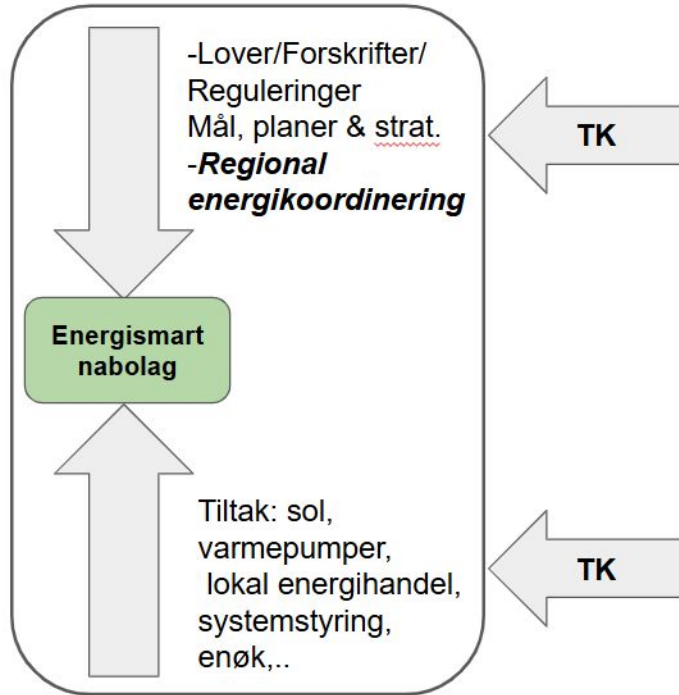 -Lover/Forskrifter/
Reguleringer
Mål, planer & strat.
-Regional
energikoordinering
TK
Energismart
nabolag
Tiltak: sol,
varmepumper,
lokal energihandel,
systemstyring,
enøk,..
TK